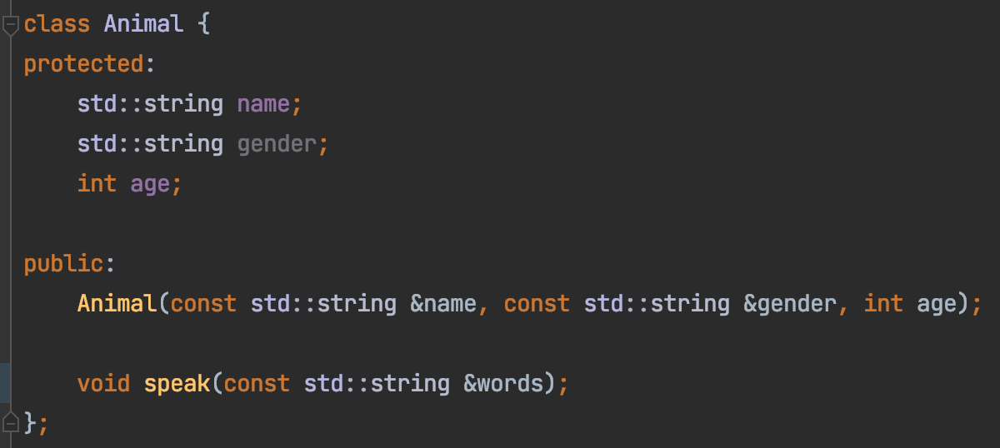 class Animal {
protected:
    std::string name;
    std::string gender;
    int age;

public:
    Animal(const std::string &name, const std::string &gender, int age);

    void speak(const std::string &words);
};